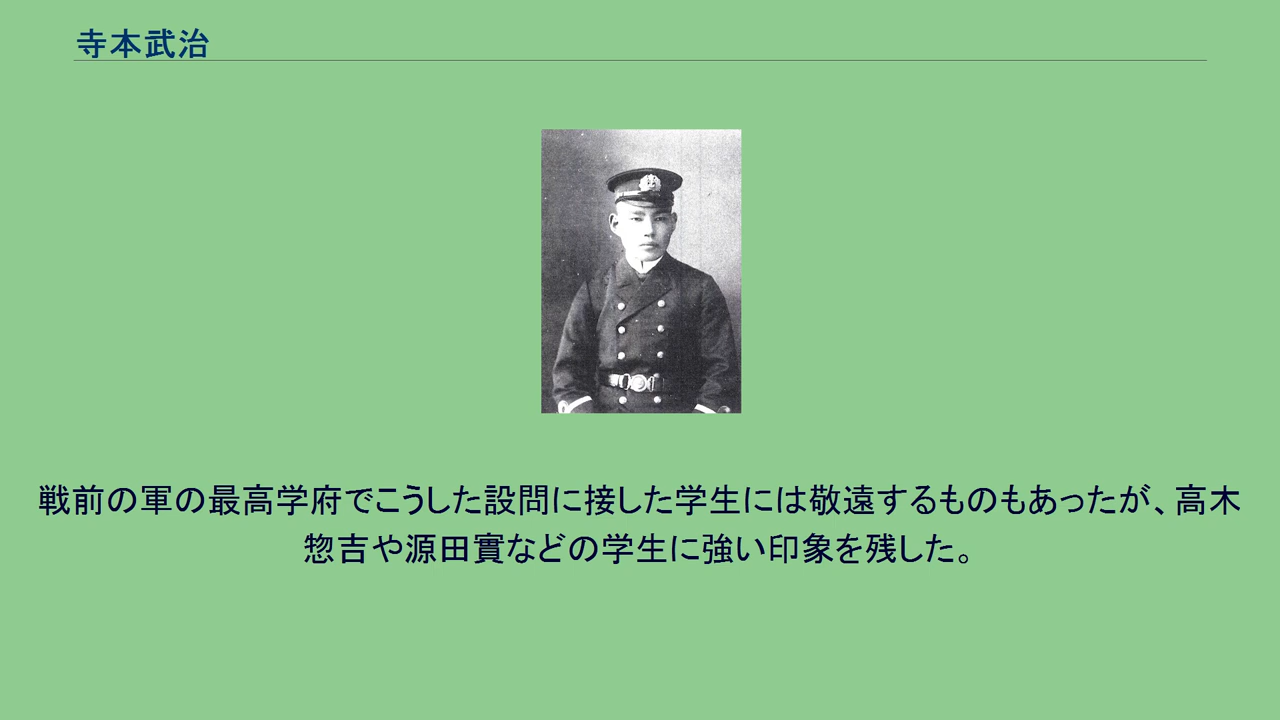 寺本武治
戦前の軍の最高学府でこうした設問に接した学生には敬遠するものもあったが、高木
惣吉や源田實などの学生に強い印象を残した。